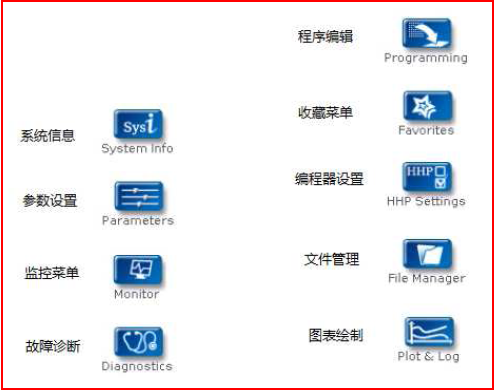 程序编辑
Programming
收藏菜单
Favorites
系统信息
Sysi
System Info
编程器设置
HHP
HHP Settings
参数设置
Parameters
文件管理
File Manager
监控菜单
Monitor
图表绘制
Plot & Log
故障诊断
Diagnostics